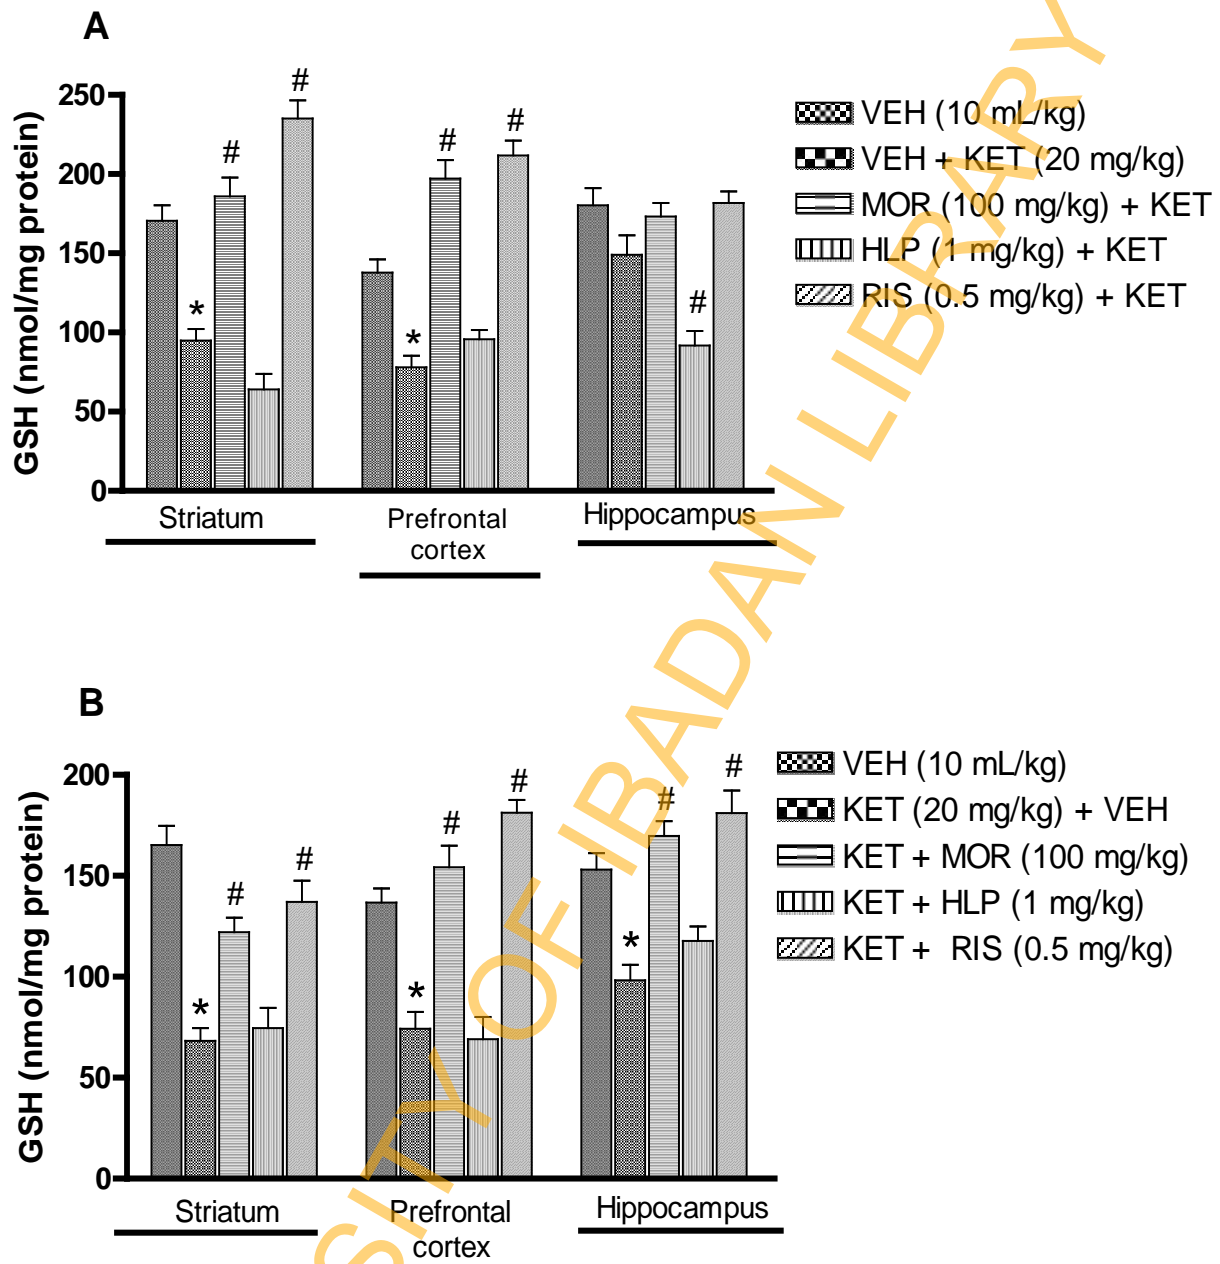 A
#
#
#
#
#
*
*
250
200
150
100
50
0
GSH (nmol/mg protein)
Striatum
Prefrontal
cortex
Hippocampus
VEH (10 mL/kg)
VEH + KET (20 mg/kg)
MOR (100 mg/kg) + KET
HLP (1 mg/kg) + KET
RIS (0.5 mg/kg) + KET
B
#
#
#
#
#
#
*
*
*
200
150
100
50
0
GSH (nmol/mg protein)
Striatum
Prefrontal
cortex
Hippocampus
VEH (10 mL/kg)
KET (20 mg/kg) + VEH
KET + MOR (100 mg/kg)
KET + HLP (1 mg/kg)
KET + RIS (0.5 mg/kg)
SITY OF IBADAN LIBRARY